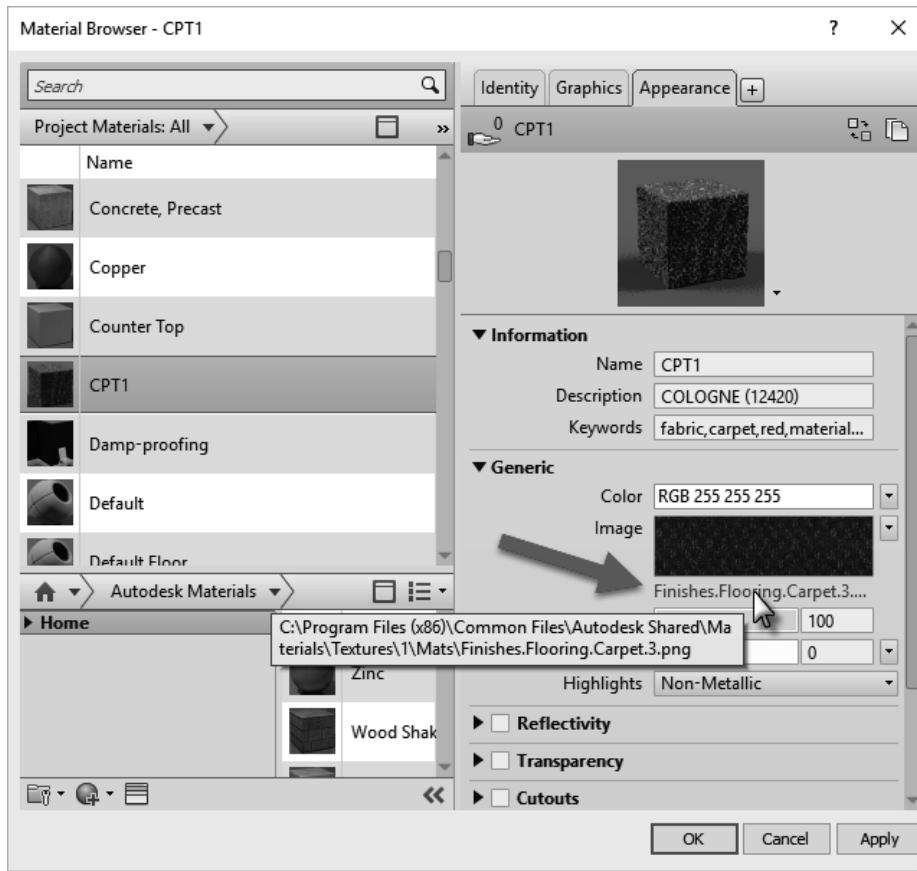 Material Browser - CPT1
?
Search
Project Materials: All
»
Name
Concrete, Precast
Copper
Counter Top
CPT1
Damp-proofing
Default
Default Floor
Autodesk Materials
Home
Zinc
Wood Shak
Identity
Graphics
Appearance
+
0
CPT1
Information
Name CPT1
Description COLOGNE (12420)
Keywords fabric,carpet,red,material...
Generic
Color RGB 255 255 255
Image
Finishes.Flooring.Carpet.3....
C:\Program Files (x86)\Common Files\Autodesk Shared\Ma
terials\Textures\1\Mats\Finishes.Flooring.Carpet.3.png
100
0
Highlights Non-Metallic
Reflectivity
Transparency
Cutouts
OK
Cancel
Apply